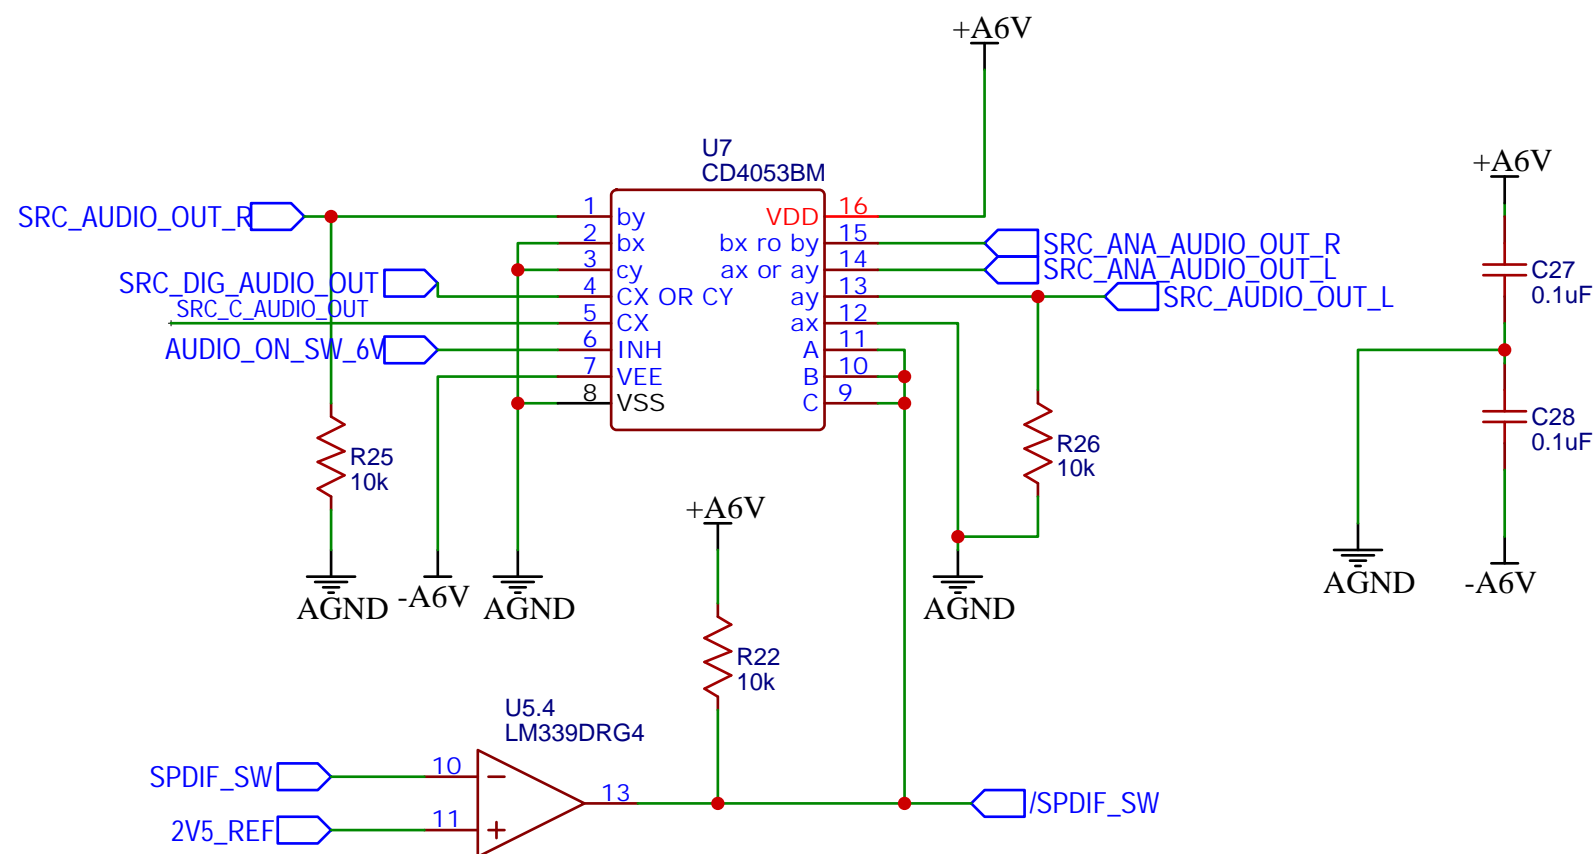 +A6V
U7
CD4053BM
+A6V
SRC_AUDIO_OUT_R
1
by
VDD
16
2
bx
bx ro by
15
SRC_ANA_AUDIO_OUT_R
3
cy
ax or ay
14
SRC_ANA_AUDIO_OUT_L
SRC_DIG_AUDIO_OUT
4
CX OR CY
ay
13
SRC_AUDIO_OUT_L
SRC_C_AUDIO_OUT
5
CX
ax
12
AUDIO_ON_SW_6V
6
INH
A
11
7
VEE
B
10
8
VSS
C
9
C27
0.1uF
C28
0.1uF
R25
10k
R26
10k
+A6V
AGND
-A6V
AGND
AGND
AGND
-A6V
R22
10k
U5.4
LM339DRG4
SPDIF_SW
10
13
/SPDIF_SW
2V5_REF
11